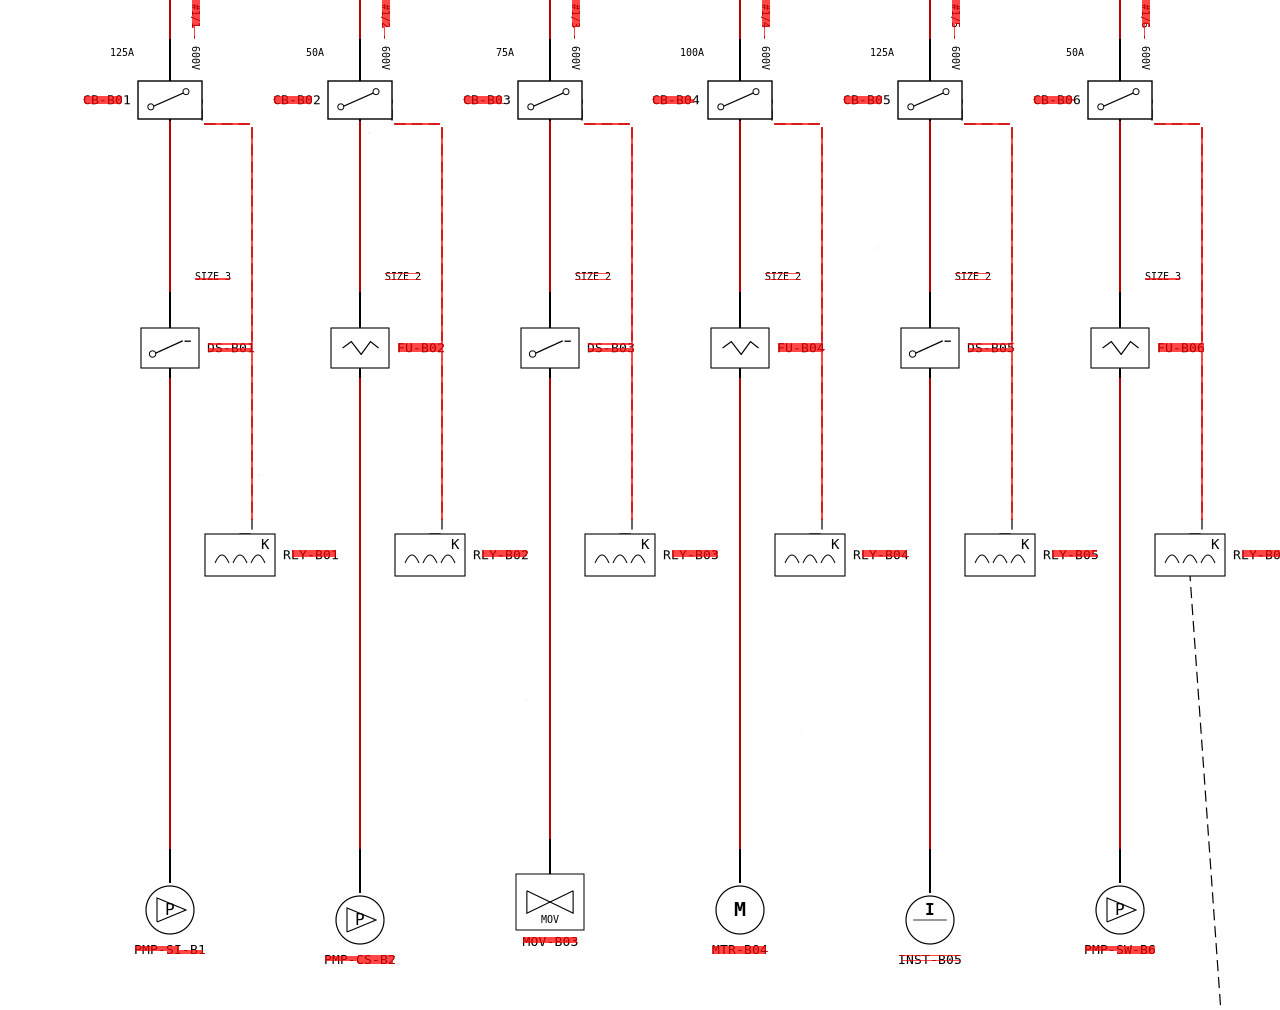 #1/1 #1/2 #1/3 #1/4 #1/5 #1/6
125A 600V 50A 600V 75A 600V 100A 600V 125A 600V 50A 600V
CB-B01 CB-B02 CB-B03 CB-B04 CB-B05 CB-B06
SIZE 3 SIZE 2 SIZE 2 SIZE 2 SIZE 2 SIZE 3
DS-B01 FU-B02 DS-B03 FU-B04 DS-B05 FU-B06
K K K K K K
RLY-B01 RLY-B02 RLY-B03 RLY-B04 RLY-B05 RLY-B0
P P MOV M I P
PMP-SI-B1 PMP-CS-B2 MOV-B03 MTR-B04 INST-B05 PMP-SW-B6